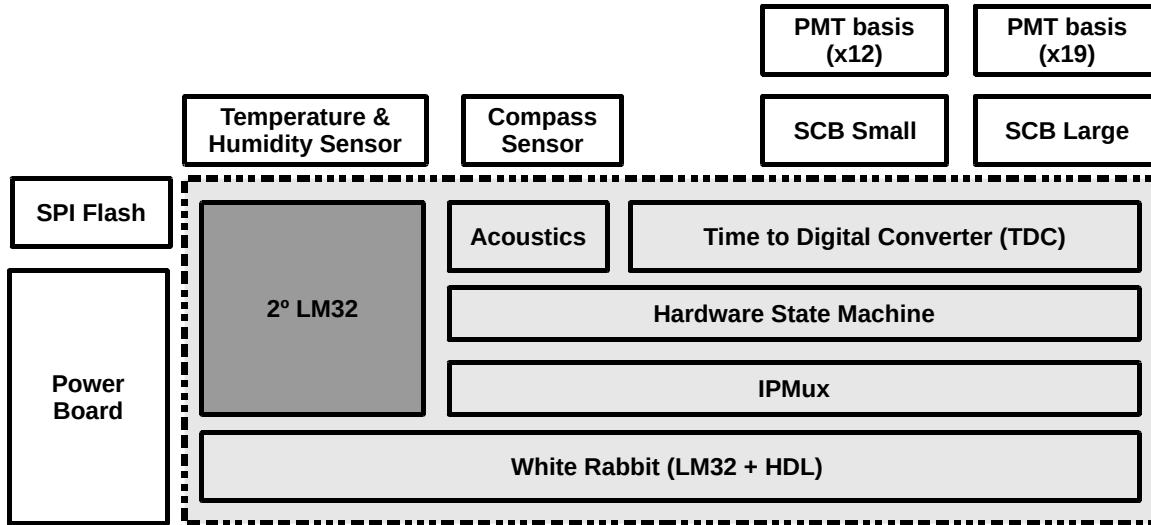 PMT basis
(x12)
PMT basis
(x19)
Temperature &
Humidity Sensor
Compass
Sensor
SCB Small
SCB Large
SPI Flash
Acoustics
Time to Digital Converter (TDC)
2º LM32
Hardware State Machine
Power
Board
IPMux
White Rabbit (LM32 + HDL)